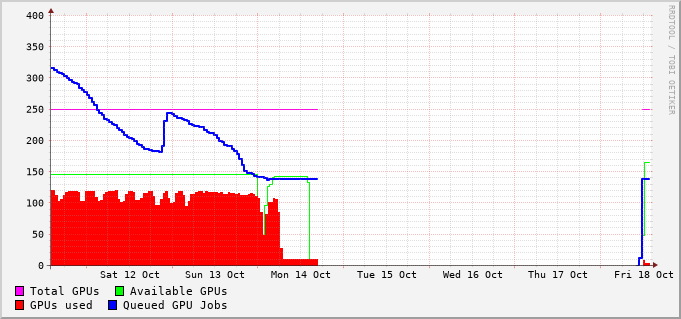 400
350
300
250
200
150
100
50
0
Sat 12 Oct Sun 13 Oct Mon 14 Oct Tue 15 Oct Wed 16 Oct Thu 17 Oct Fri 18 Oct
Total GPUs Available GPUs
GPUs used Queued GPU Jobs
RRDTOOL / TOBI OETIKER